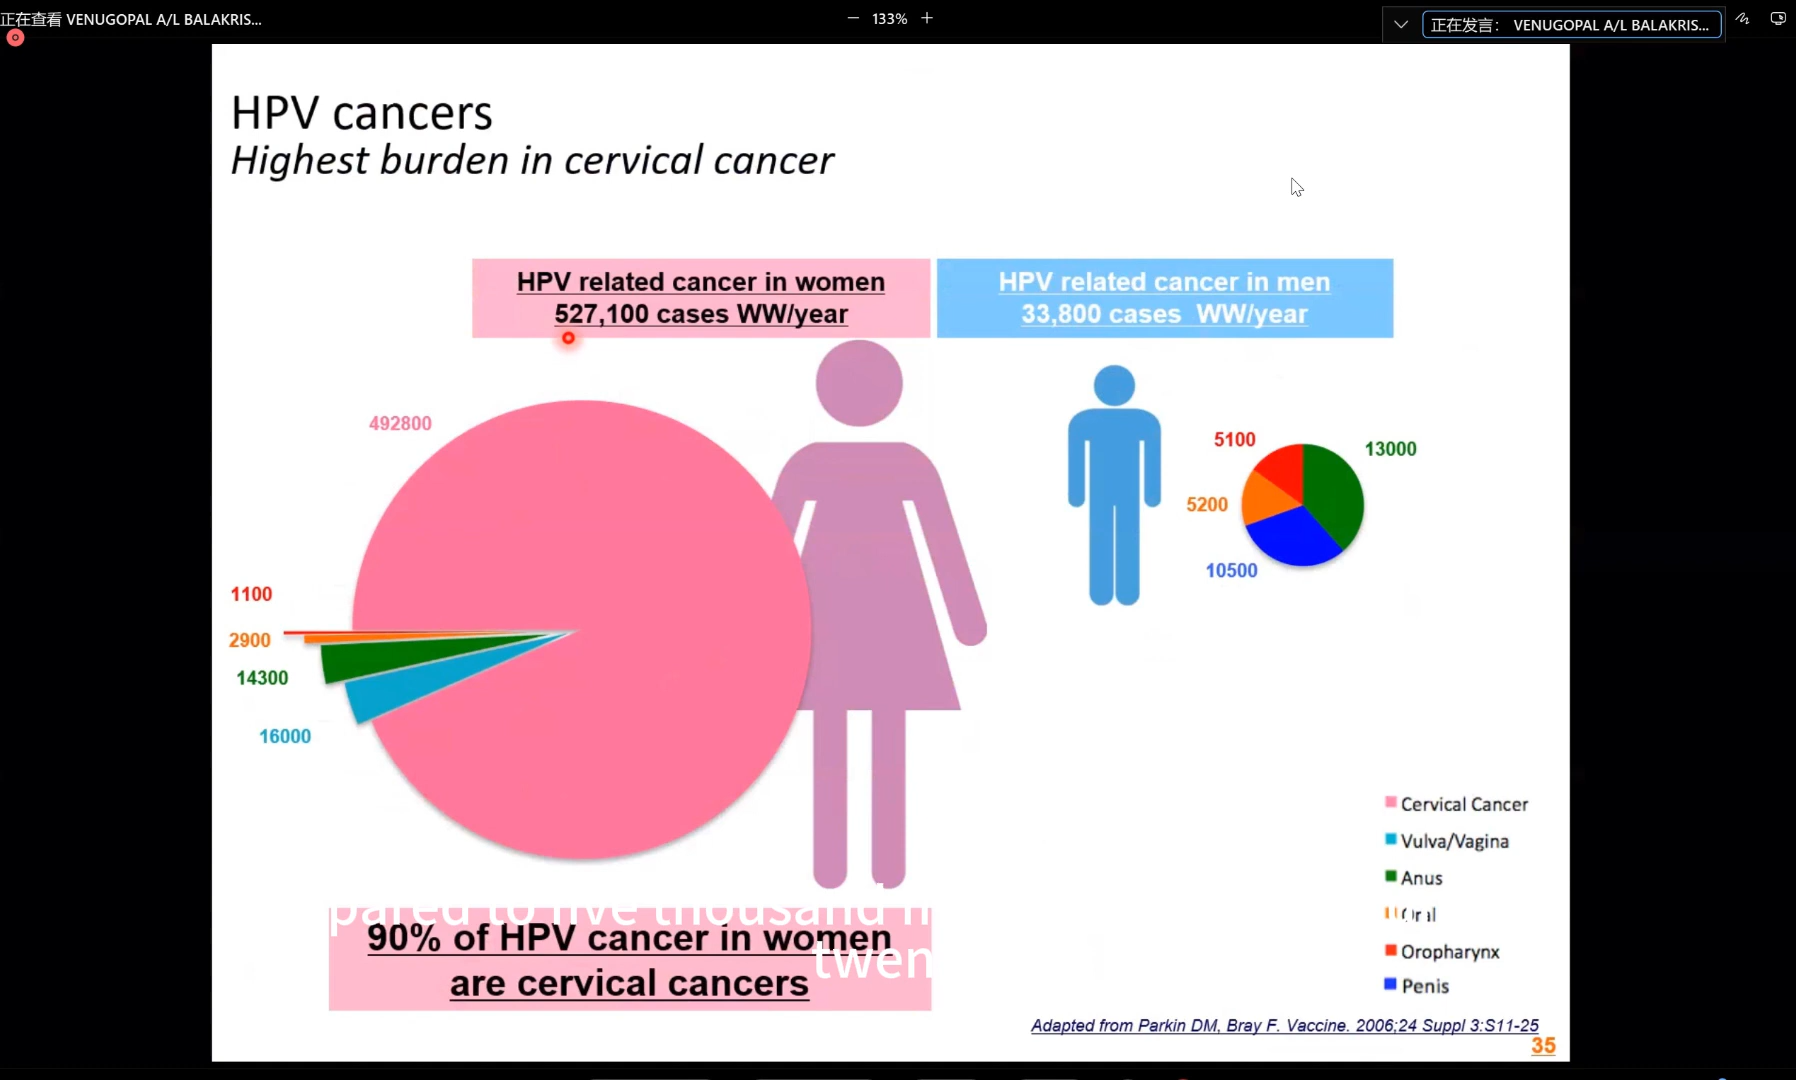 正在查看 VENUGOPAL A/L BALAKRIS...
133%
正在发言： VENUGOPAL A/L BALAKRIS...
HPV cancers
Highest burden in cervical cancer
HPV related cancer in women
527,100 cases WW/year
HPV related cancer in men
33,800 cases WW/year
492800
1100
2900
14300
16000
5100
13000
5200
10500
90% of HPV cancer in women
are cervical cancers
Cervical Cancer
Vulva/Vagina
Anus
Oral
Oropharynx
Penis
Adapted from Parkin DM, Bray F. Vaccine. 2006;24 Suppl 3:S11-25
35
to five thousand